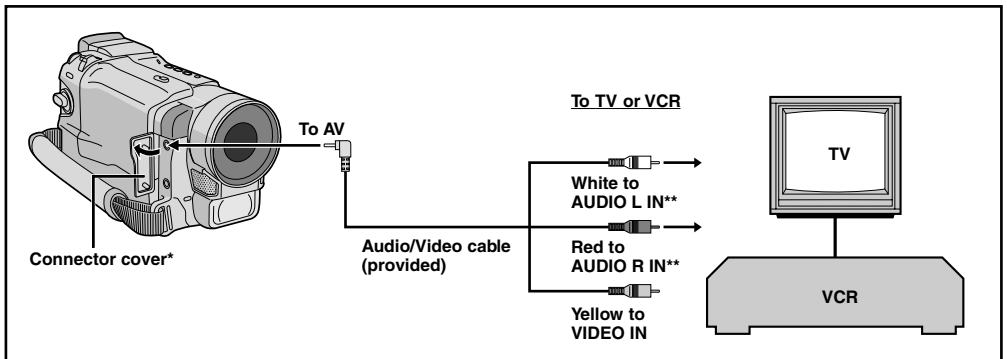 To TV or VCR
To AV
TV
White to
AUDIO L IN**
Audio/Video cable
(provided)
Red to
AUDIO R IN**
Connector cover*
VCR
Yellow to
VIDEO IN